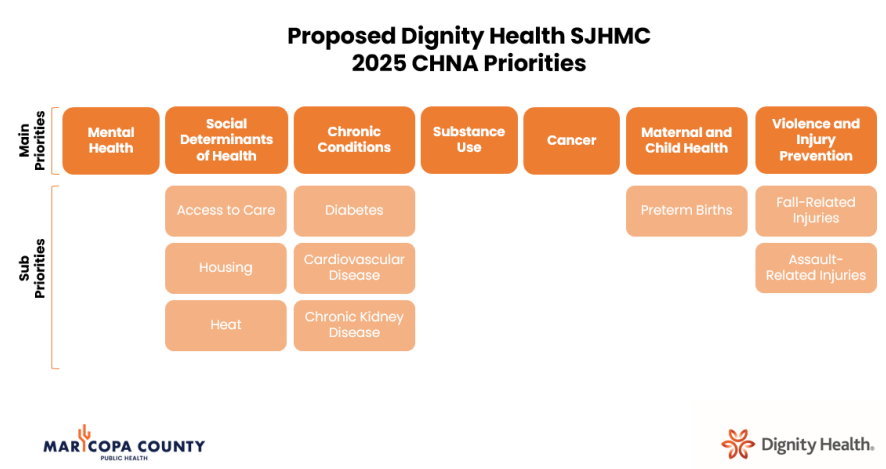 Proposed Dignity Health SJHMC
2025 CHNA Priorities
Main
Priorities
Mental
Health
Social
Determinants
of Health
Chronic
Conditions
Substance
Use
Cancer
Maternal and
Child Health
Violence and
Injury
Prevention
Sub
Priorities
Access to Care
Diabetes
Preterm Births
Fall-Related
Injuries
Housing
Cardiovascular
Disease
Assault-
Related Injuries
Heat
Chronic Kidney
Disease
MARICOPA COUNTY
PUBLIC HEALTH
Dignity Health.